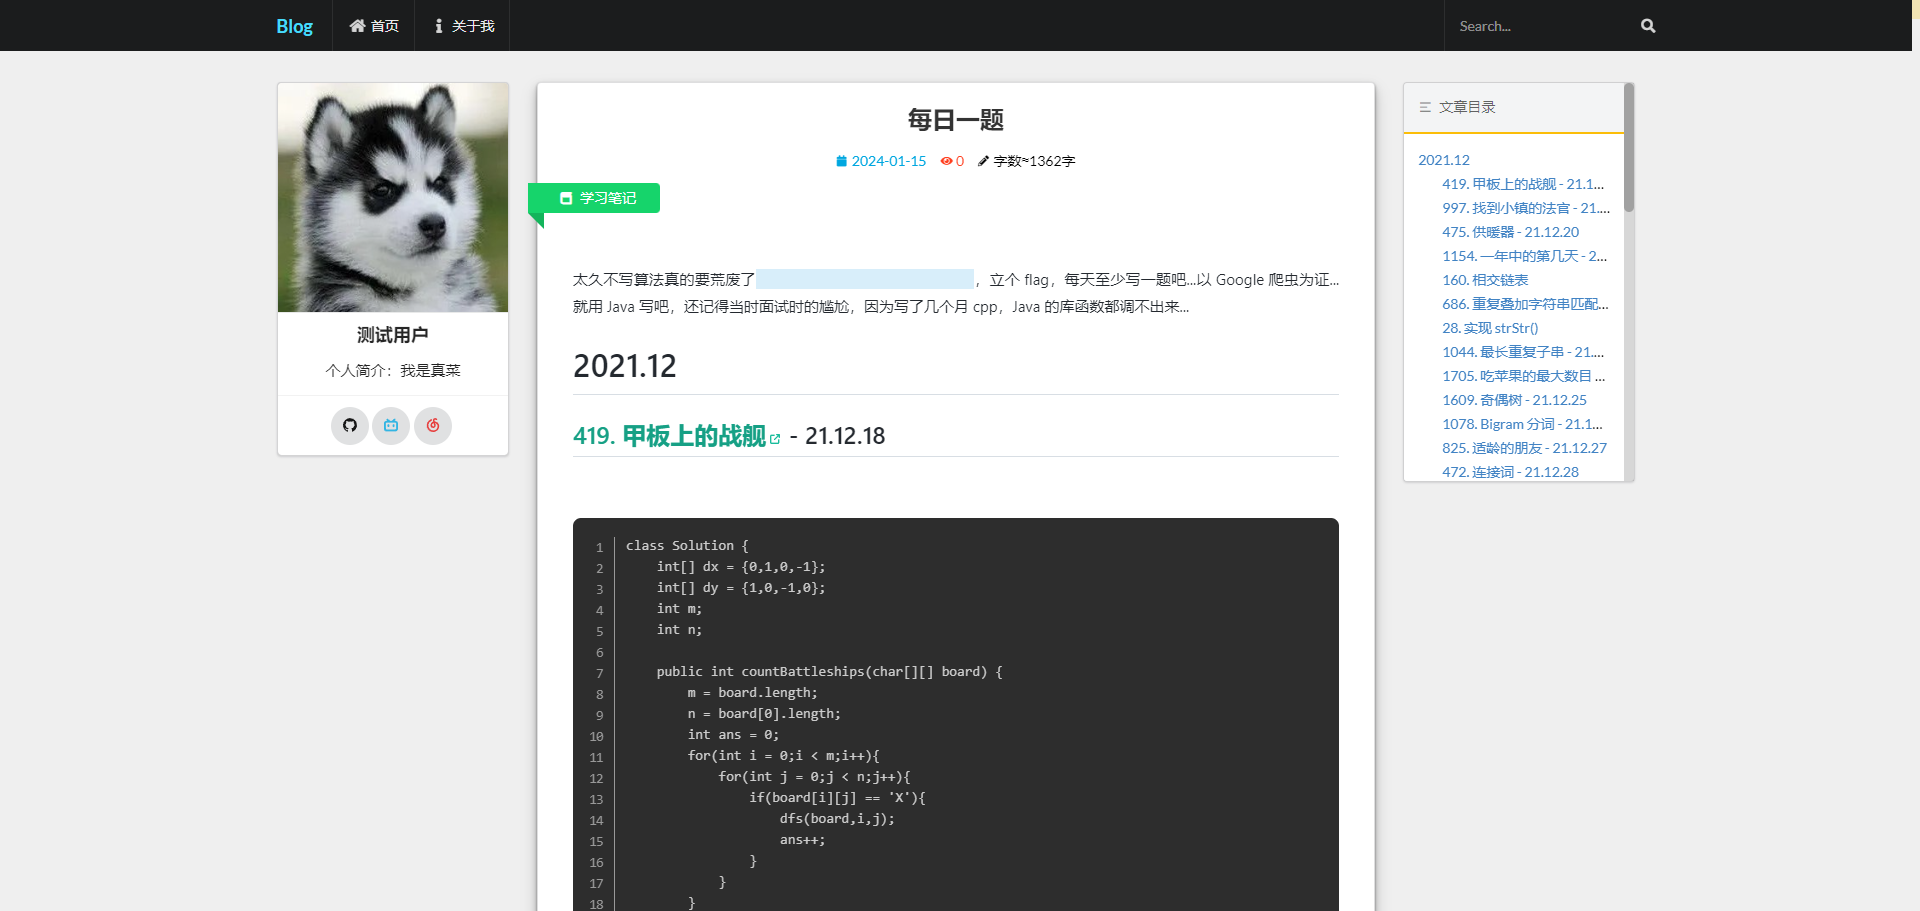 Blog 首页 关于我 Search...
测试用户
个人简介：我是真菜
每日一题
2024-01-15 0 字数≈1362字
学习笔记
太久不写算法真的要荒废了，立个 flag，每天至少写一题吧...以 Google 爬虫为证...
就用 Java 写吧，还记得当时面试时的尴尬，因为写了几个月 cpp，Java 的库函数都调不出来...
2021.12
419. 甲板上的战舰 - 21.12.18
1 class Solution {
2 int[] dx = {0,1,0,-1};
3 int[] dy = {1,0,-1,0};
4 int m;
5 int n;
6
7 public int countBattleships(char[][] board) {
8 m = board.length;
9 n = board[0].length;
10 int ans = 0;
11 for(int i = 0;i < m;i++){
12 for(int j = 0;j < n;j++){
13 if(board[i][j] == 'X'){
14 dfs(board,i,j);
15 ans++;
16 }
17 }
18 }
文章目录
2021.12
419. 甲板上的战舰 - 21.1...
997. 找到小镇的法官 - 21....
475. 供暖器 - 21.12.20
1154. 一年中的第几天 - 2...
160. 相交链表
686. 重复叠加字符串匹配...
28. 实现 strStr()
1044. 最长重复子串 - 21....
1705. 吃苹果的最大数目 ...
1609. 奇偶树 - 21.12.25
1078. Bigram 分词 - 21.1...
825. 适龄的朋友 - 21.12.27
472. 连接词 - 21.12.28